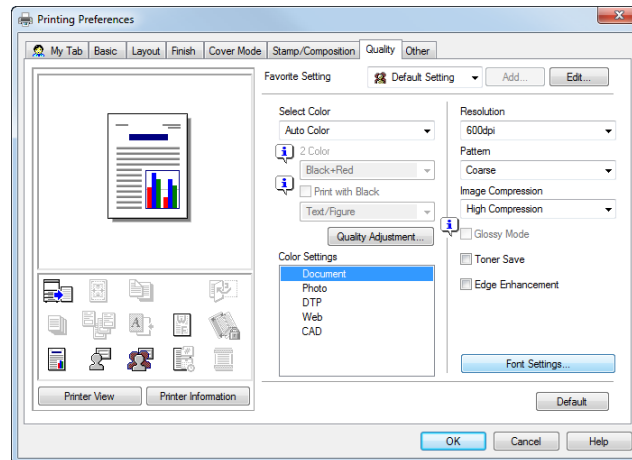 Printing Preferences
My Tab Basic Layout Finish Cover Mode Stamp/Composition Quality Other
Favorite Setting Default Setting Add... Edit...
Select Color
Auto Color
2 Color
Black+Red
Print with Black
Text/Figure
Quality Adjustment...
Color Settings
Document
Photo
DTP
Web
CAD
Resolution
600dpi
Pattern
Coarse
Image Compression
High Compression
Glossy Mode
Toner Save
Edge Enhancement
Font Settings...
Printer View Printer Information
Default
OK Cancel Help